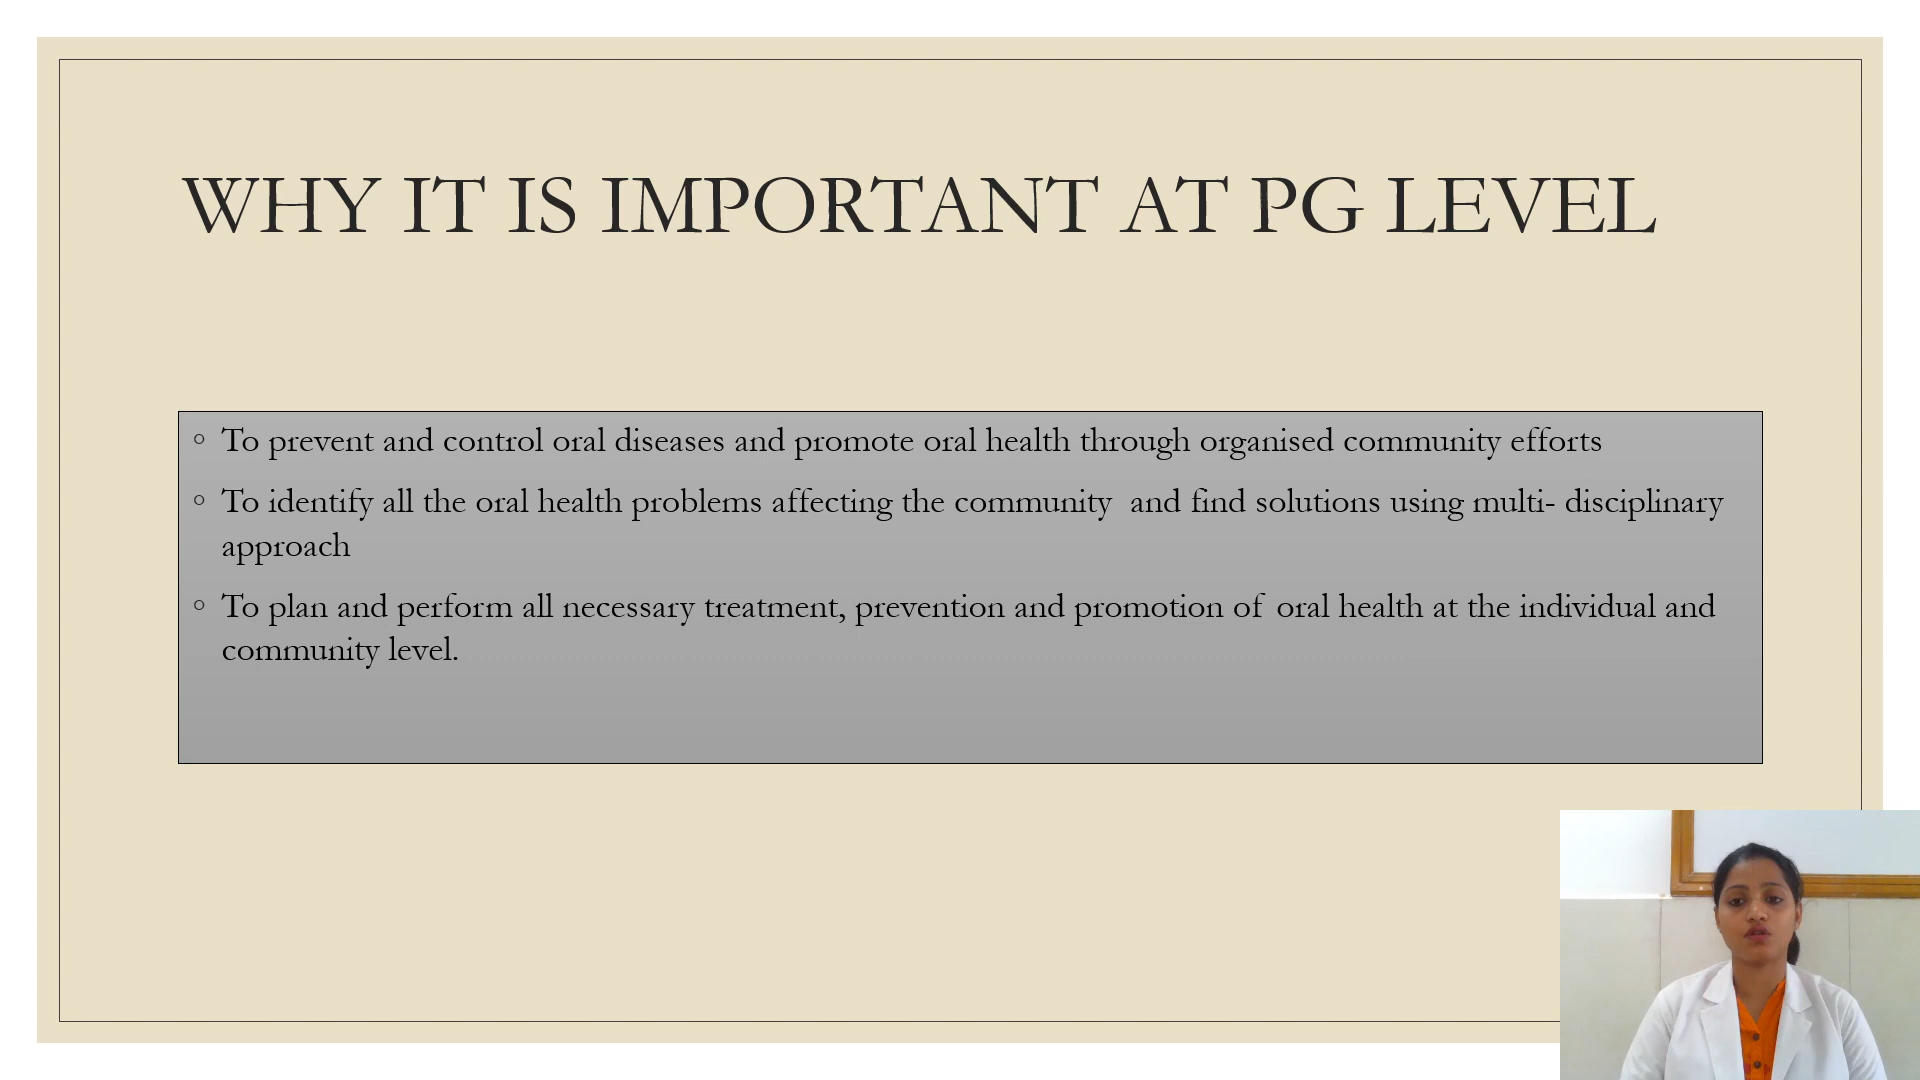 WHY IT IS IMPORTANT AT PG LEVEL
◦ To prevent and control oral diseases and promote oral health through organised community efforts
◦ To identify all the oral health problems affecting the community  and find solutions using multi- disciplinary
approach
◦ To plan and perform all necessary treatment, prevention and promotion of oral health at the individual and
community level.